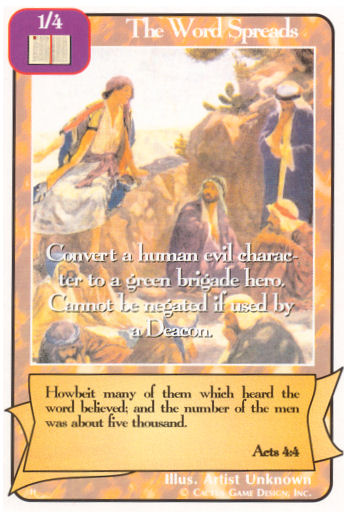 1/4
The Word Spreads
Convert a human evil charac-
ter to a green brigade hero.
Cannot be negated if used by
a Deacon.
Howbeit many of them which heard the
word believed; and the number of the men
was about five thousand.
Acts 4:4
Illus. Artist Unknown
© Cactus Game Design, Inc.